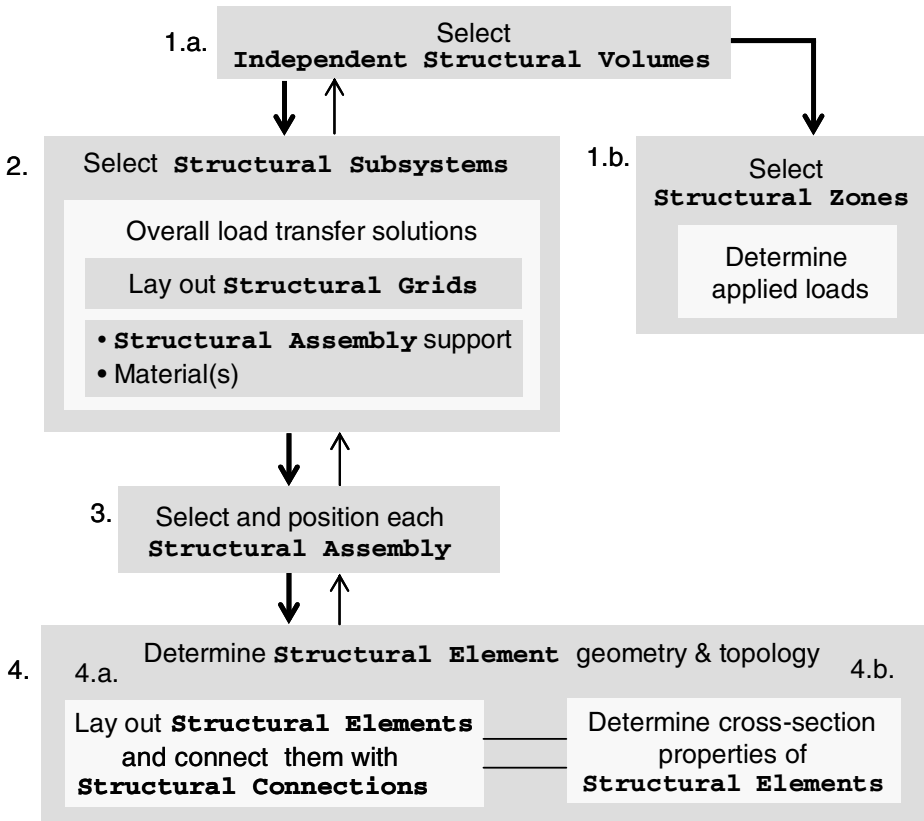 1.a.
Select
Independent Structural Volumes
2.
Select Structural Subsystems
Overall load transfer solutions
Lay out Structural Grids
• Structural Assembly support
• Material(s)
1.b.
Select
Structural Zones
Determine
applied loads
3.
Select and position each
Structural Assembly
4.
Determine Structural Element geometry & topology
4.a.
Lay out Structural Elements
and connect them with
Structural Connections
4.b.
Determine cross-section
properties of
Structural Elements